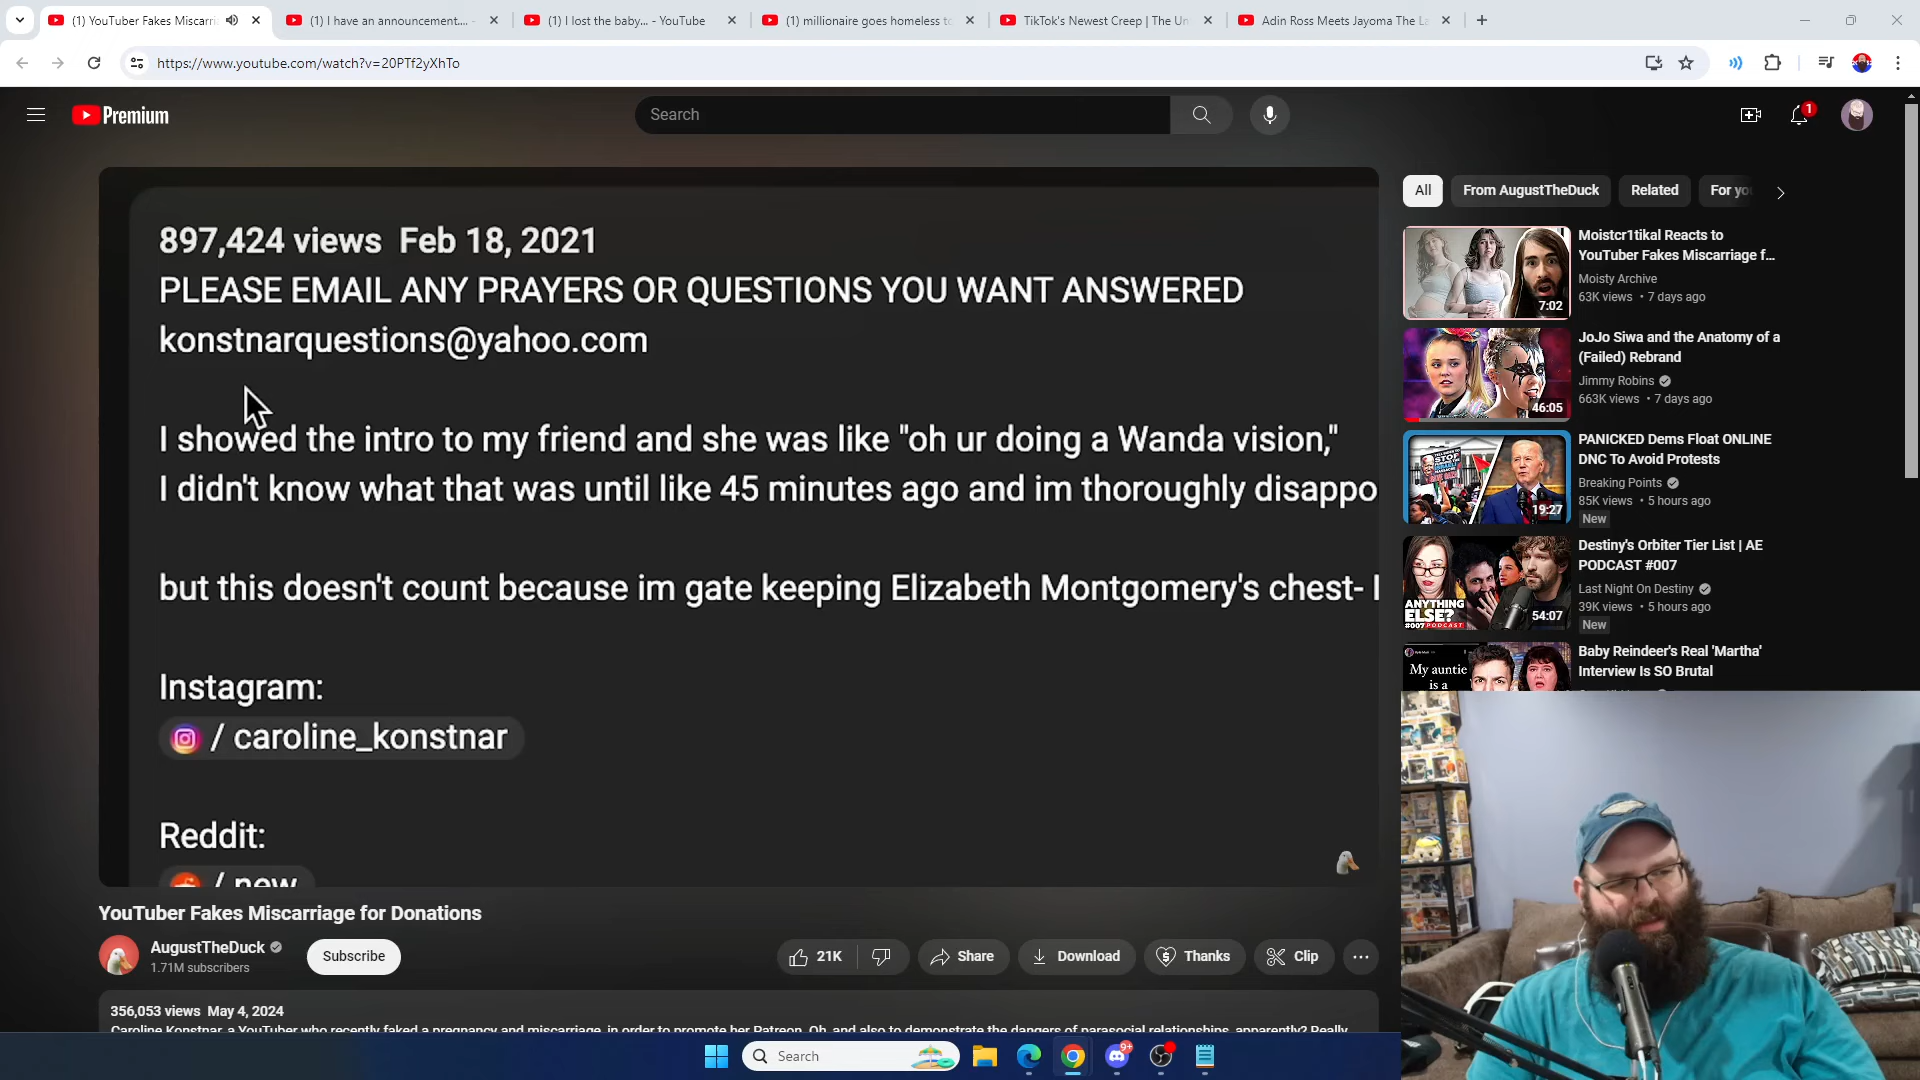 (1) YouTuber Fakes Miscarri
(1) I have an announcement.... -
(1) I lost the baby... - YouTube
(1) millionaire goes homeless to
TikTok's Newest Creep | The Un
Adin Ross Meets Jayoma The La
https://www.youtube.com/watch?v=20PTf2yXhTo
Premium
Search
1
897,424 views Feb 18, 2021
PLEASE EMAIL ANY PRAYERS OR QUESTIONS YOU WANT ANSWERED
konstnarquestions@yahoo.com
I showed the intro to my friend and she was like "oh ur doing a Wanda vision,"
I didn't know what that was until like 45 minutes ago and im thoroughly disappo
but this doesn't count because im gate keeping Elizabeth Montgomery's chest- I
Instagram:
/ caroline_konstnar
Reddit:
/ new
All
From AugustTheDuck
Related
For you
Moistcr1tikal Reacts to
YouTuber Fakes Miscarriage f...
Moisty Archive
63K views • 7 days ago
7:02
JoJo Siwa and the Anatomy of a
(Failed) Rebrand
Jimmy Robins
663K views • 7 days ago
46:05
PANICKED Dems Float ONLINE
DNC To Avoid Protests
Breaking Points
85K views • 5 hours ago
New
19:27
Destiny's Orbiter Tier List | AE
PODCAST #007
Last Night On Destiny
39K views • 5 hours ago
New
ANYTHING
ELSE?
#007 PODCAST
54:07
Baby Reindeer's Real 'Martha'
Interview Is SO Brutal
My auntie
is a
YouTuber Fakes Miscarriage for Donations
AugustTheDuck
1.71M subscribers
Subscribe
21K
Share
Download
Thanks
Clip
356,053 views May 4, 2024
Caroline Konstnar, a YouTuber who recently faked a pregnancy and miscarriage, in order to promote her Patreon. Oh, and also to demonstrate the dangers of parasocial relationships, apparently? Really
Search
9+